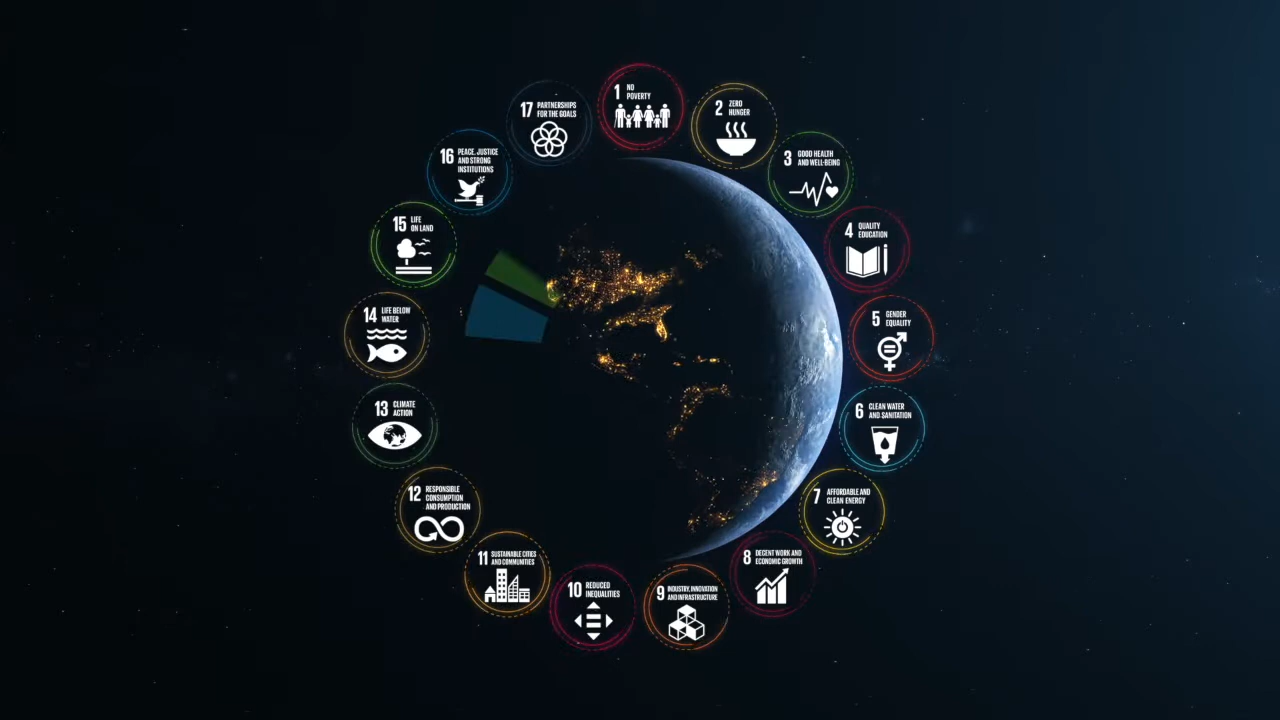 1 NO
POVERTY
2 ZERO
HUNGER
3 GOOD HEALTH
AND WELL-BEING
4 QUALITY
EDUCATION
5 GENDER
EQUALITY
6 CLEAN WATER
AND SANITATION
7 AFFORDABLE AND
CLEAN ENERGY
8 DECENT WORK AND
ECONOMIC GROWTH
9 INDUSTRY, INNOVATION
AND INFRASTRUCTURE
10 REDUCED
INEQUALITIES
11 SUSTAINABLE CITIES
AND COMMUNITIES
12 RESPONSIBLE
CONSUMPTION
AND PRODUCTION
13 CLIMATE
ACTION
14 LIFE BELOW
WATER
15 LIFE
ON LAND
16 PEACE, JUSTICE
AND STRONG
INSTITUTIONS
17 PARTNERSHIPS
FOR THE GOALS